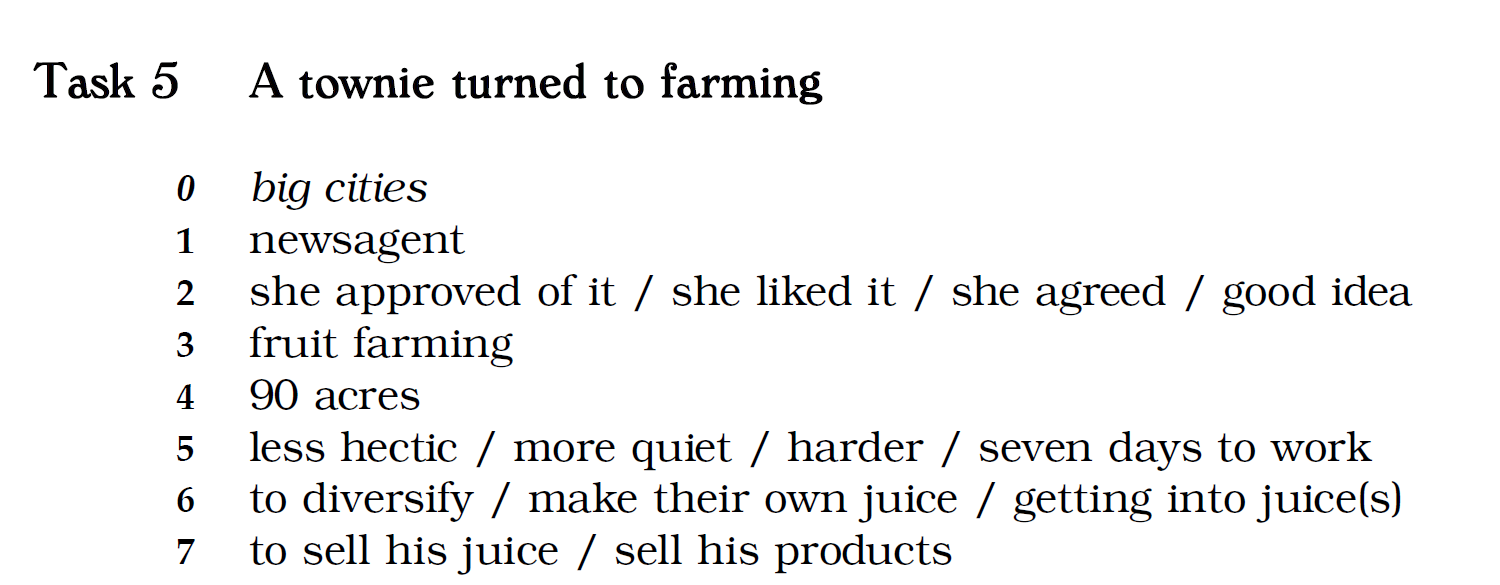 Task 5 A townie turned to farming
0 big cities
1 newsagent
2 she approved of it / she liked it / she agreed / good idea
3 fruit farming
4 90 acres
5 less hectic / more quiet / harder / seven days to work
6 to diversify / make their own juice / getting into juice(s)
7 to sell his juice / sell his products